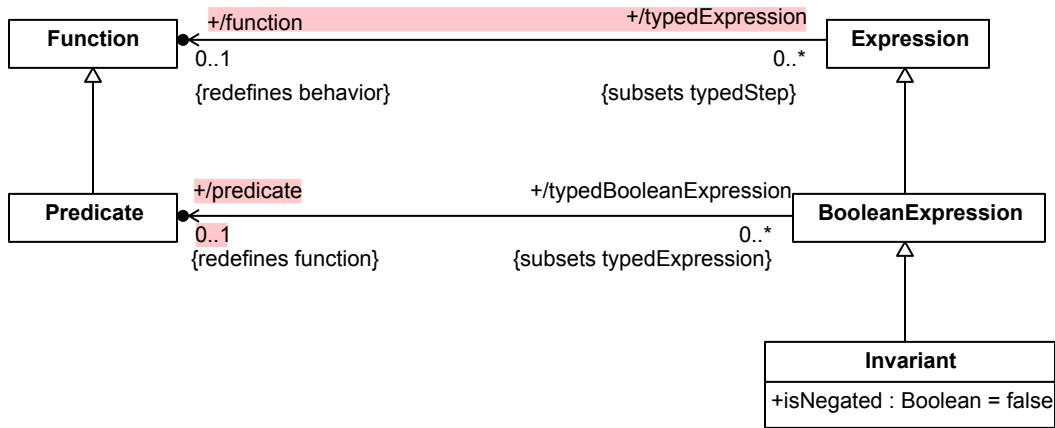 +/function +/typedExpression
Function Expression
0..1 0..*
{redefines behavior} {subsets typedStep}
+/predicate +/typedBooleanExpression
Predicate BooleanExpression
0..1 0..*
{redefines function} {subsets typedExpression}
Invariant
+isNegated : Boolean = false